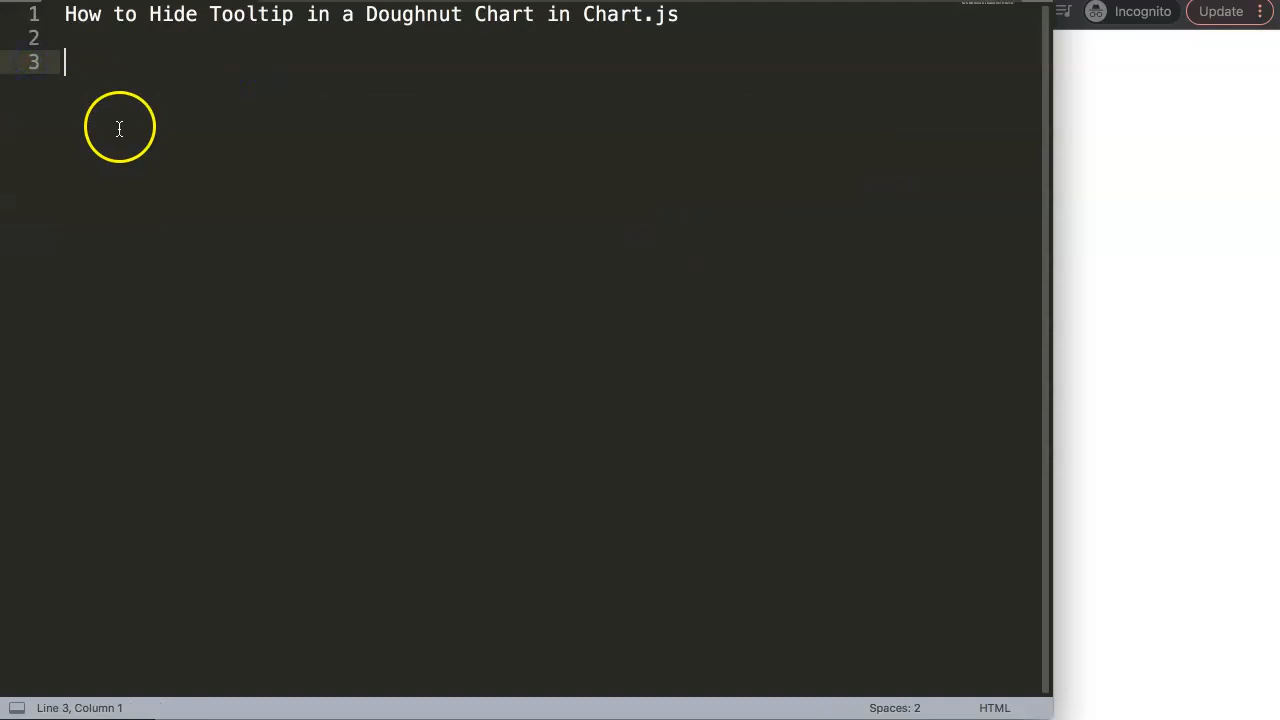 1 How to Hide Tooltip in a Doughnut Chart in Chart.js
2
3
Incognito
Update
Line 3, Column 1
Spaces: 2
HTML